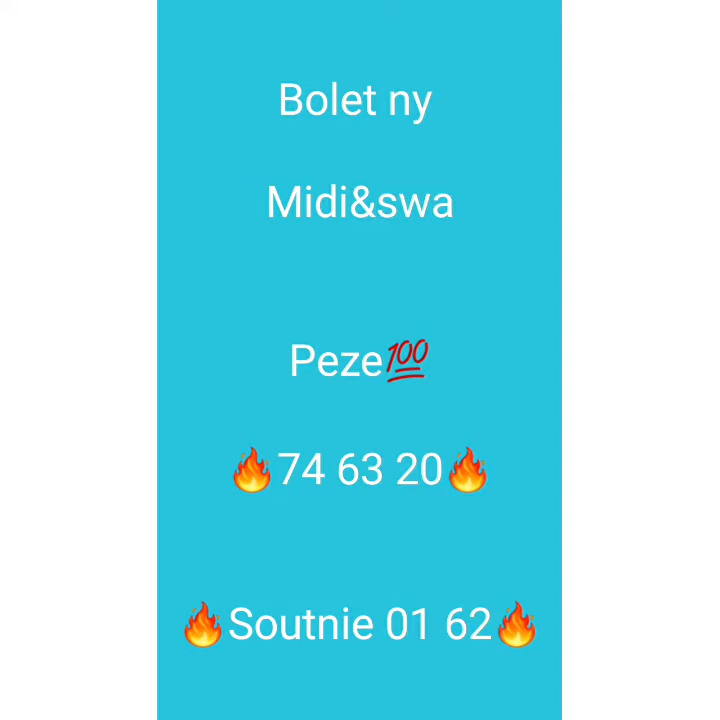 Bolet ny
Midi&swa
Peze💯
🔥74 63 20🔥
🔥Soutnie 01 62🔥